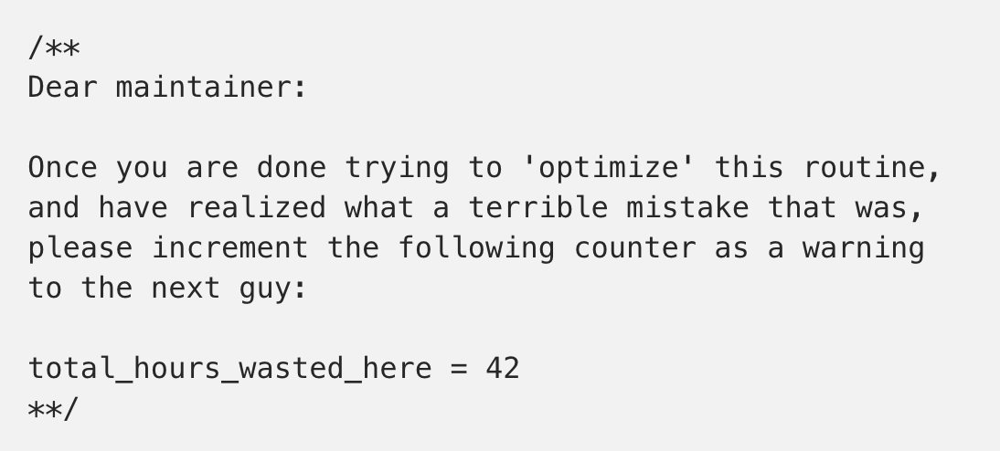 /**
Dear maintainer:
Once you are done trying to 'optimize' this routine,
and have realized what a terrible mistake that was,
please increment the following counter as a warning
to the next guy:
total_hours_wasted_here = 42
**/